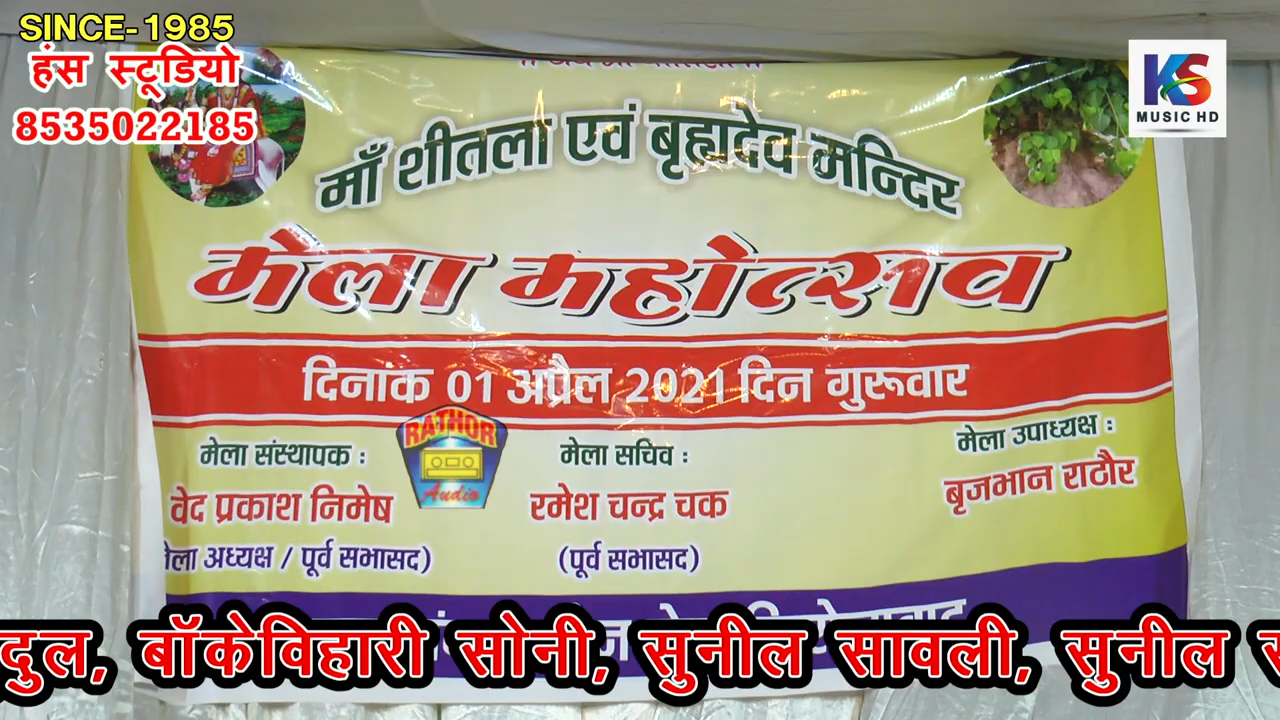 SINCE-1985
हंस स्टूडियो
8535022185
KS
MUSIC HD
माँ शीतला एवं बृह्मदेव मन्दिर
मेला महोत्सव
दिनाक 01 अप्रैल 2021 दिन गुरूवार
मेला संस्थापक :
वेद प्रकाश निमेष
मेला अध्यक्ष / पूर्व सभासद)
RATHOR
Audio
मेला सचिव :
रमेश चन्द्र चक
(पूर्व सभासद)
मेला उपाध्यक्ष :
बृजभान राठौर
दुल, बॉकेविहारी सोनी, सुनील सावली, सुनील